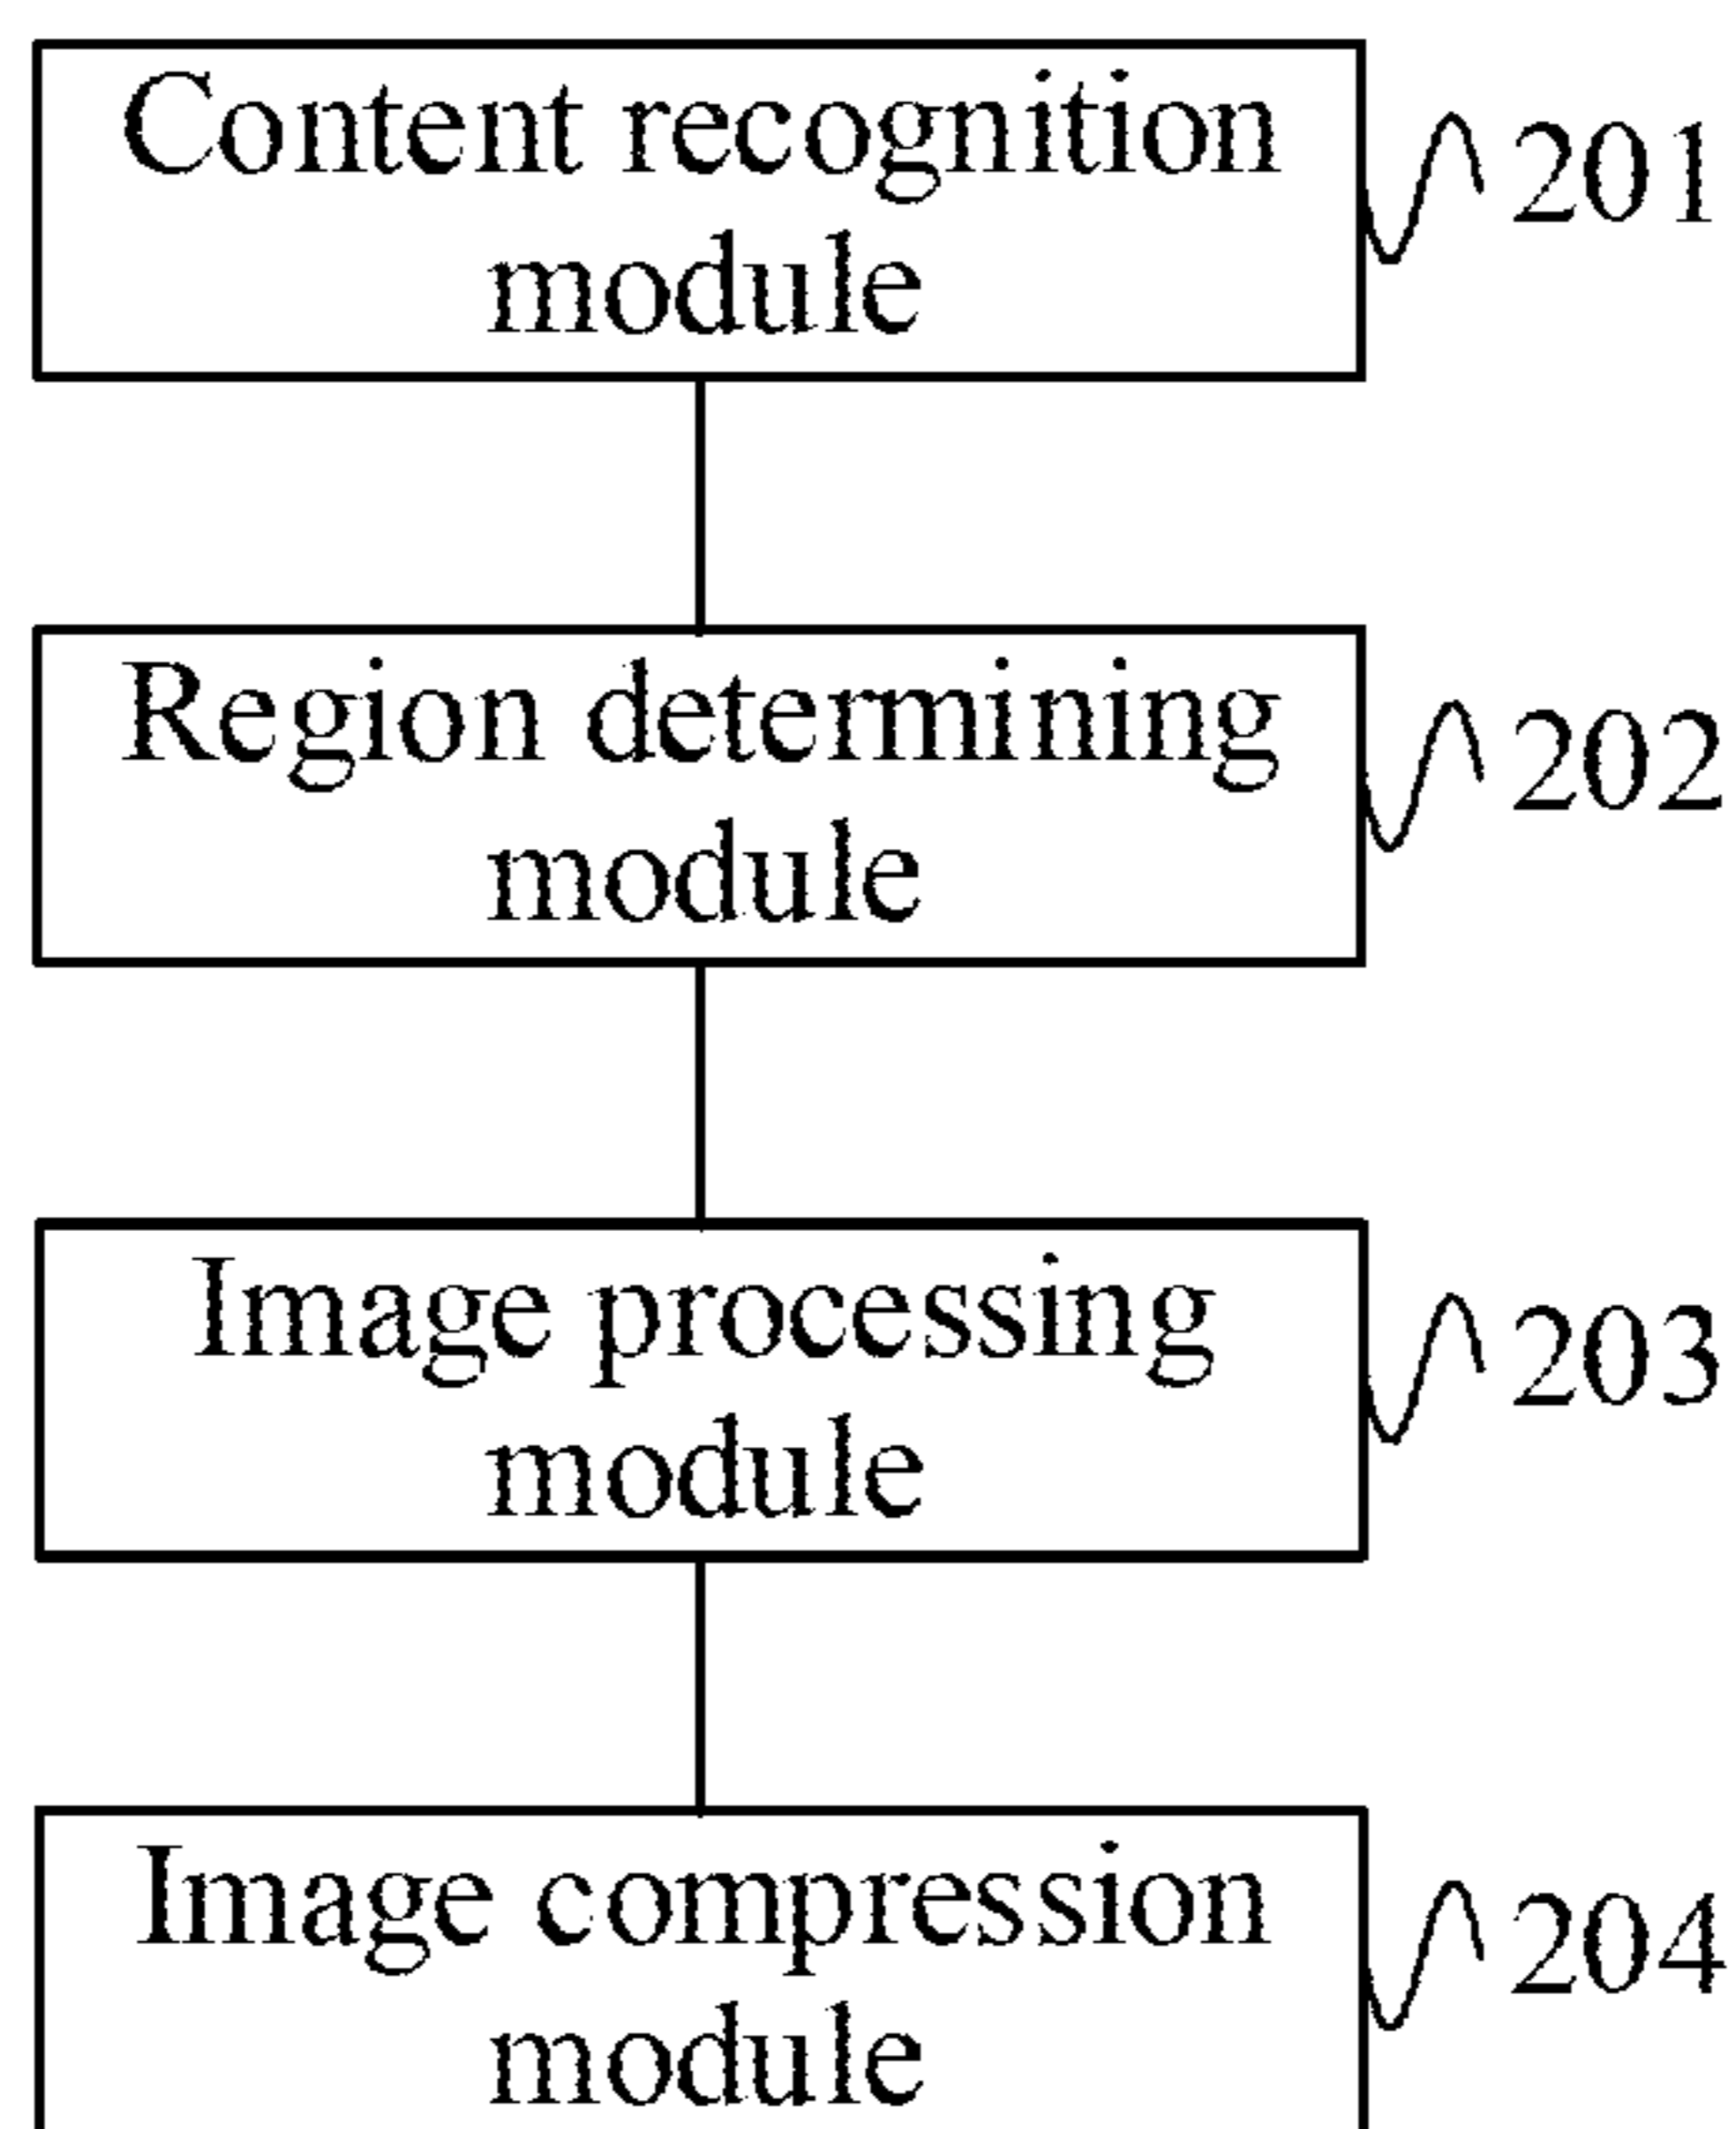 Content recognition
module
201
Region determining
module
202
Image processing
module
203
Image compression
module
204